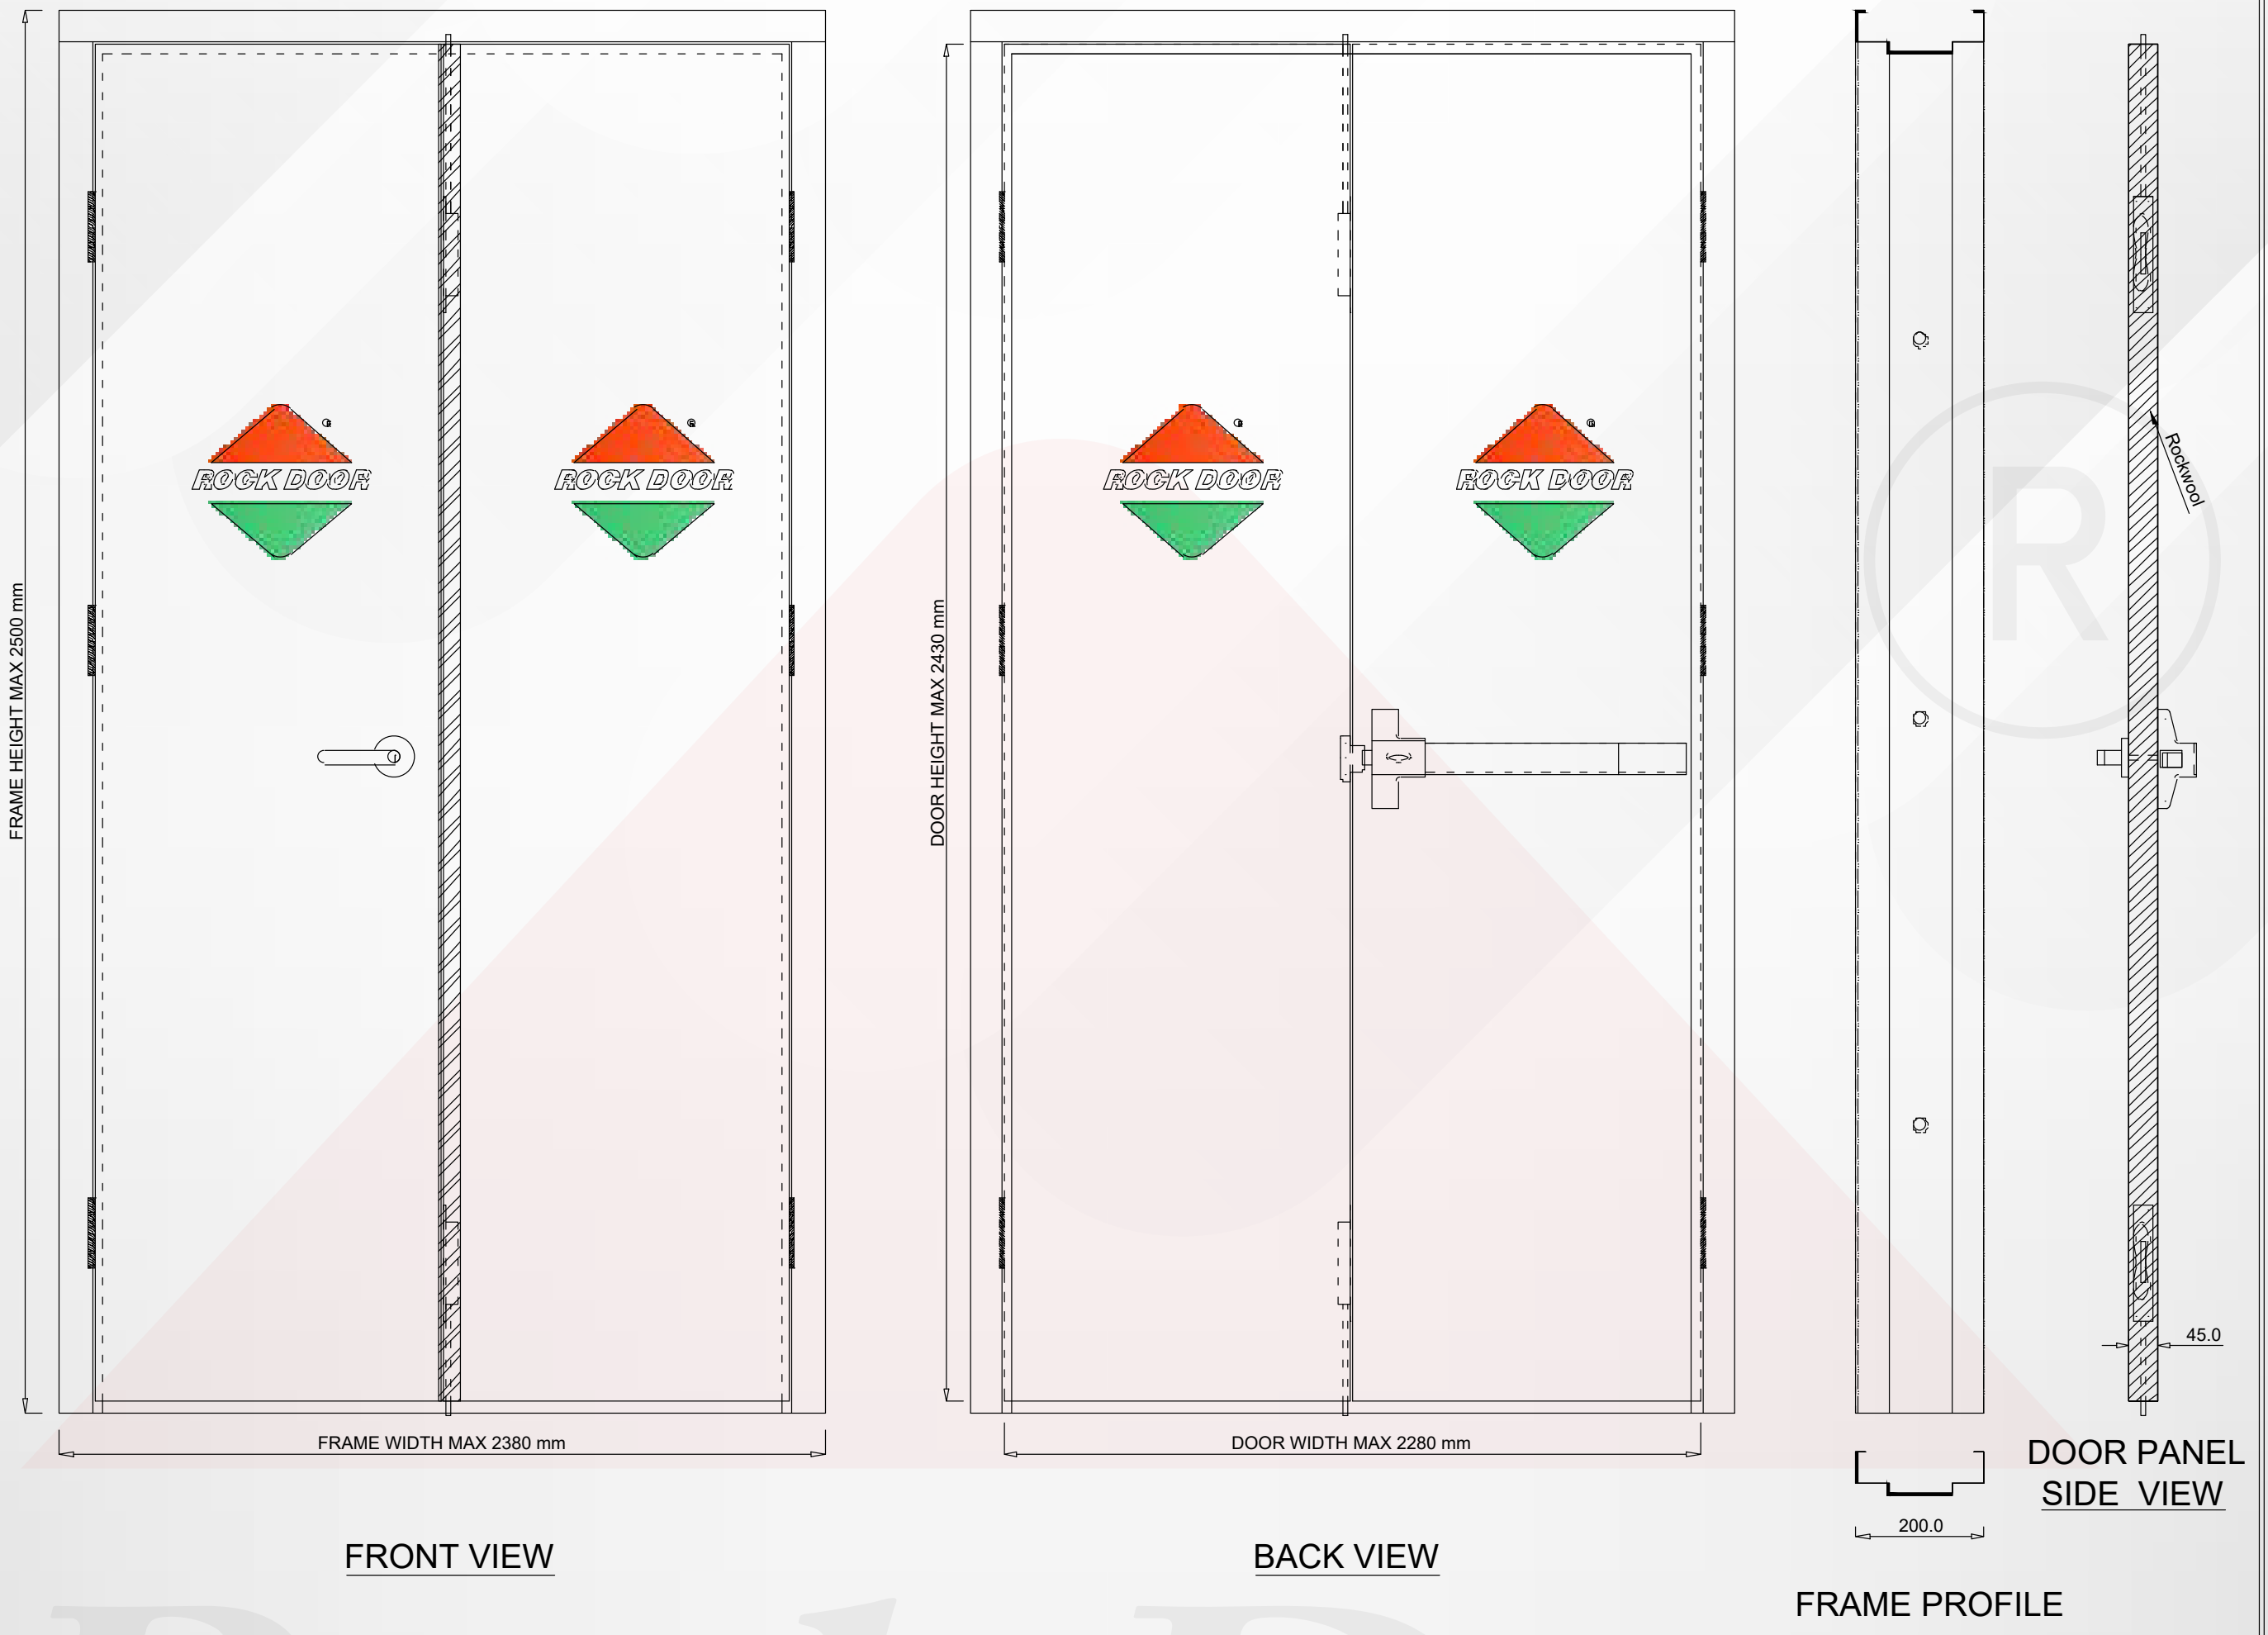 FRAME HEIGHT MAX 2500 mm
ROCK DOOR
®
ROCK DOOR
®
FRAME WIDTH MAX 2380 mm
FRONT VIEW
DOOR HEIGHT MAX 2430 mm
ROCK DOOR
®
ROCK DOOR
®
DOOR WIDTH MAX 2280 mm
BACK VIEW
200.0
FRAME PROFILE
Rockwool
45.0
DOOR PANEL
SIDE VIEW
®